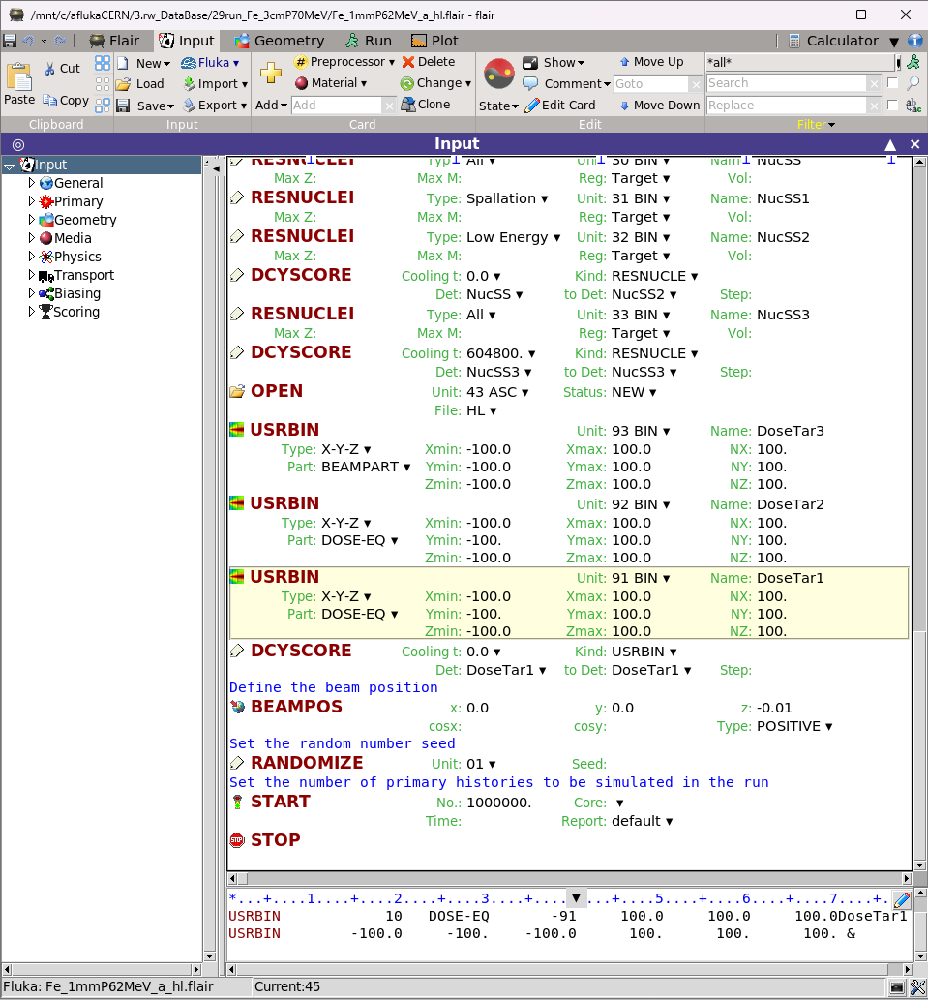 /mnt/c/aflukaCERN/3.rw_DataBase/29run_Fe_3cmP70MeV/Fe_1mmP62MeV_a_hl.flair - flair
Flair Input Geometry Run Plot Calculator
Paste Cut Copy
New Load Save
Fluka Import Export
Add Add
#Preprocessor Material
Delete Change Clone
State
Show Comment Edit Card
Move Up Goto Move Down
*all*
Search
Replace
Clipboard Input Card Edit Filter
Input
Input
General
Primary
Geometry
Media
Physics
Transport
Biasing
Scoring
RESNUCLEI Typ1 All Uni1 30 BIN Nam1 NucSS 1
Max Z: Max M: Reg: Target Vol:
RESNUCLEI Type: Spallation Unit: 31 BIN Name: NucSS1
Max Z: Max M: Reg: Target Vol:
RESNUCLEI Type: Low Energy Unit: 32 BIN Name: NucSS2
Max Z: Max M: Reg: Target Vol:
DCYSCORE Cooling t: 0.0 Kind: RESNUCLE
Det: NucSS to Det: NucSS2 Step:
RESNUCLEI Type: All Unit: 33 BIN Name: NucSS3
Max Z: Max M: Reg: Target Vol:
DCYSCORE Cooling t: 604800. Kind: RESNUCLE
Det: NucSS3 to Det: NucSS3 Step:
OPEN Unit: 43 ASC Status: NEW
File: HL
USRBIN Unit: 93 BIN Name: DoseTar3
Type: X-Y-Z Xmin: -100.0 Xmax: 100.0 NX: 100.
Part: BEAMPART Ymin: -100.0 Ymax: 100.0 NY: 100.
Zmin: -100.0 Zmax: 100.0 NZ: 100.
USRBIN Unit: 92 BIN Name: DoseTar2
Type: X-Y-Z Xmin: -100.0 Xmax: 100.0 NX: 100.
Part: DOSE-EQ Ymin: -100. Ymax: 100.0 NY: 100.
Zmin: -100.0 Zmax: 100.0 NZ: 100.
USRBIN Unit: 91 BIN Name: DoseTar1
Type: X-Y-Z Xmin: -100.0 Xmax: 100.0 NX: 100.
Part: DOSE-EQ Ymin: -100. Ymax: 100.0 NY: 100.
Zmin: -100.0 Zmax: 100.0 NZ: 100.
DCYSCORE Cooling t: 0.0 Kind: USRBIN
Det: DoseTar1 to Det: DoseTar1 Step:
Define the beam position
BEAMPOS x: 0.0 y: 0.0 z: -0.01
cosx: cosy: Type: POSITIVE
Set the random number seed
RANDOMIZE Unit: 01 Seed:
Set the number of primary histories to be simulated in the run
START No.: 1000000. Core:
Time: Report: default
STOP STOP
*...+....1....+....2....+....3....+.... ...+....5....+....6....+....7....+.
USRBIN 10 DOSE-EQ -91 100.0 100.0 100.0DoseTar1
USRBIN -100.0 -100. -100.0 100. 100. 100. &
Fluka: Fe_1mmP62MeV_a_hl.flair Current:45